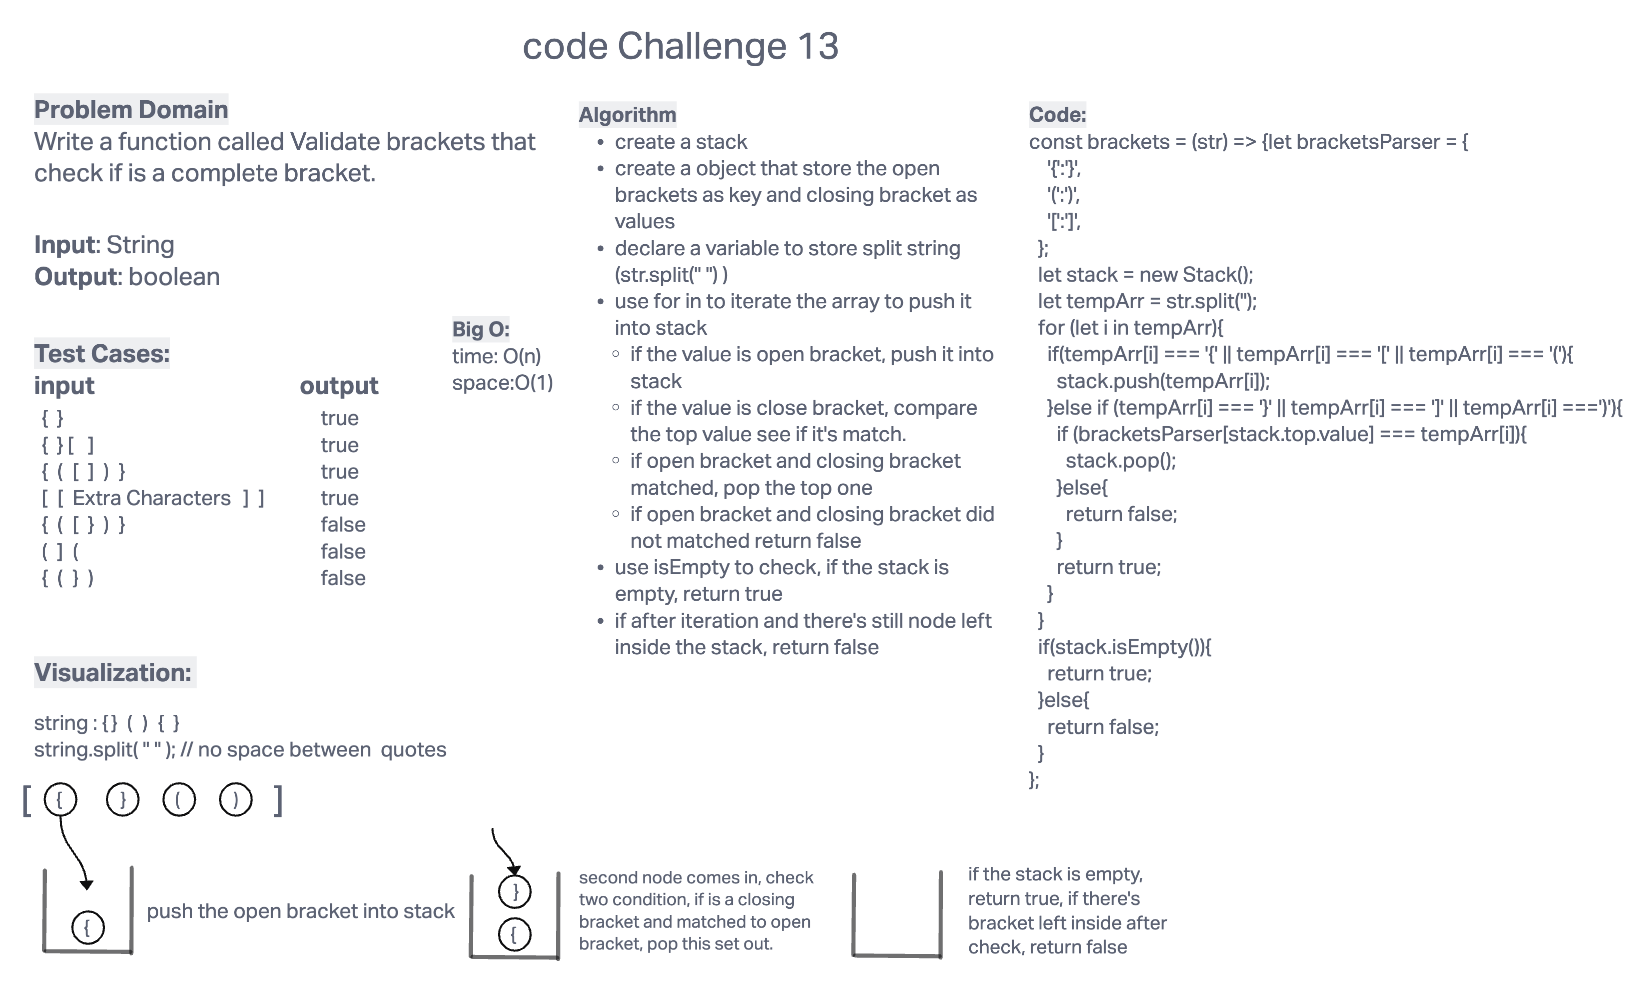 code Challenge 13
Problem Domain
Write a function called Validate brackets that
check if is a complete bracket.
Input: String
Output: boolean
Test Cases:
input output
{ } true
{ } [ ] true
{ ( [ ] ) } true
[ [ Extra Characters ] ] true
{ ( [ } ) } false
( ] ( false
{ ( } ) false
Big O:
time: O(n)
space:O(1)
Algorithm
• create a stack
• create a object that store the open
brackets as key and closing bracket as
values
• declare a variable to store split string
(str.split(" ") )
• use for in to iterate the array to push it
into stack
○ if the value is open bracket, push it into
stack
○ if the value is close bracket, compare
the top value see if it's match.
○ if open bracket and closing bracket
matched, pop the top one
○ if open bracket and closing bracket did
not matched return false
• use isEmpty to check, if the stack is
empty, return true
• if after iteration and there's still node left
inside the stack, return false
Code:
const brackets = (str) => {let bracketsParser = {
'{':'}',
'(':')',
'[':']',
};
let stack = new Stack();
let tempArr = str.split('');
for (let i in tempArr){
if(tempArr[i] === '{' || tempArr[i] === '[' || tempArr[i] === '('){
stack.push(tempArr[i]);
}else if (tempArr[i] === '}' || tempArr[i] === ']' || tempArr[i] ===')'){
if (bracketsParser[stack.top.value] === tempArr[i]){
stack.pop();
}else{
return false;
}
return true;
}
}
if(stack.isEmpty()){
return true;
}else{
return false;
}
};
Visualization:
string : {} ( ) { }
string.split( " " ); // no space between quotes
[ { } ( ) ]
{
push the open bracket into stack
}
{
second node comes in, check
two condition, if is a closing
bracket and matched to open
bracket, pop this set out.
if the stack is empty,
return true, if there's
bracket left inside after
check, return false